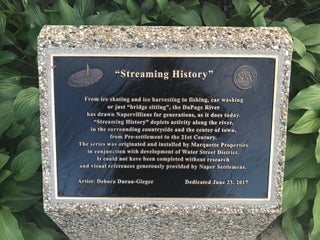 "Streaming History"
From ice skating and ice harvesting to fishing, car washing
or just "bridge sitting", the DuPage River
has drawn Napervillians for generations, as it does today.
"Streaming History" depicts activity along the river,
in the surrounding countryside and the center of town,
from Pre-settlement to the 21st Century.
The series was originated and installed by Marquette Properties
in conjunction with development of Water Street District.
It could not have been completed without research
and visual references generously provided by Naper Settlement.
Artist: Debora Duran-Gieger Dedicated June 23, 2017